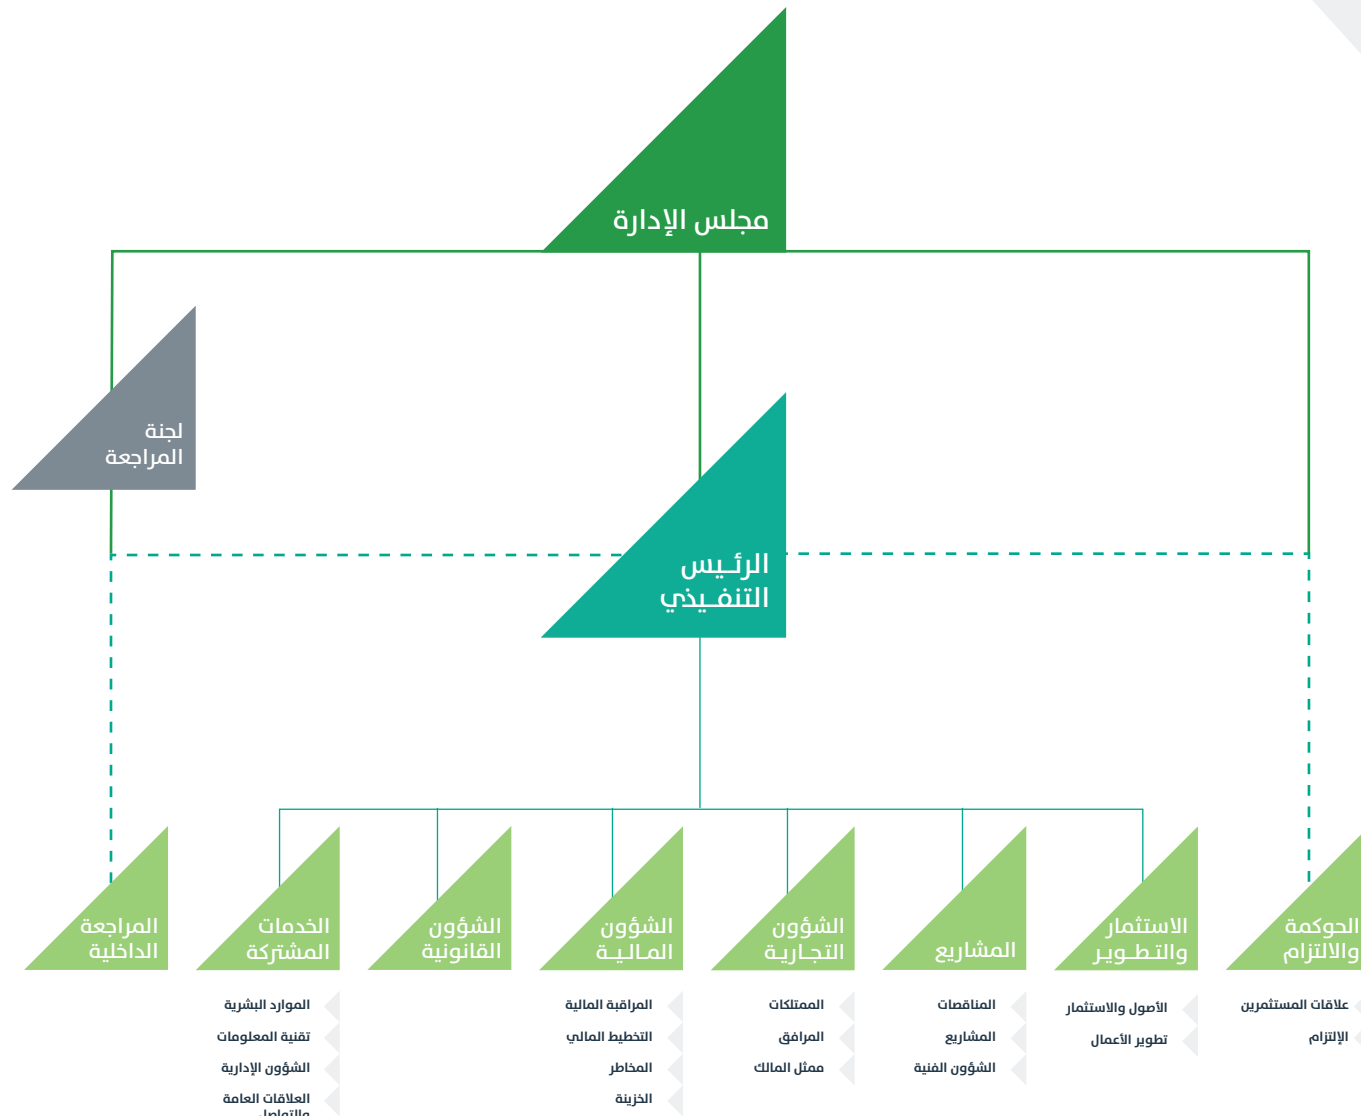 مجلس الإدارة
لجنة
المراجعة
الرئـيس
التنفـيذي
الحوكمة
والالتزام
علاقات المستثمرين
الإلتزام
الاستثمار
والتـطـويـر
الأصول والاستثمار
تطوير الأعمال
المشاريع
المناقصات
المشاريع
الشؤون الفنية
الشؤون
التجـاريـة
الممتلكات
المرافق
ممثل المالك
الشؤون
المـالـيـة
المراقبة المالية
التخطيط المالي
المخاطر
الخزينة
الشؤون
القانونية
الخدمات
المشتركة
الموارد البشرية
تقنية المعلومات
الشؤون الإدارية
العلاقات العامة
والتواصل
المراجعة
الداخلية